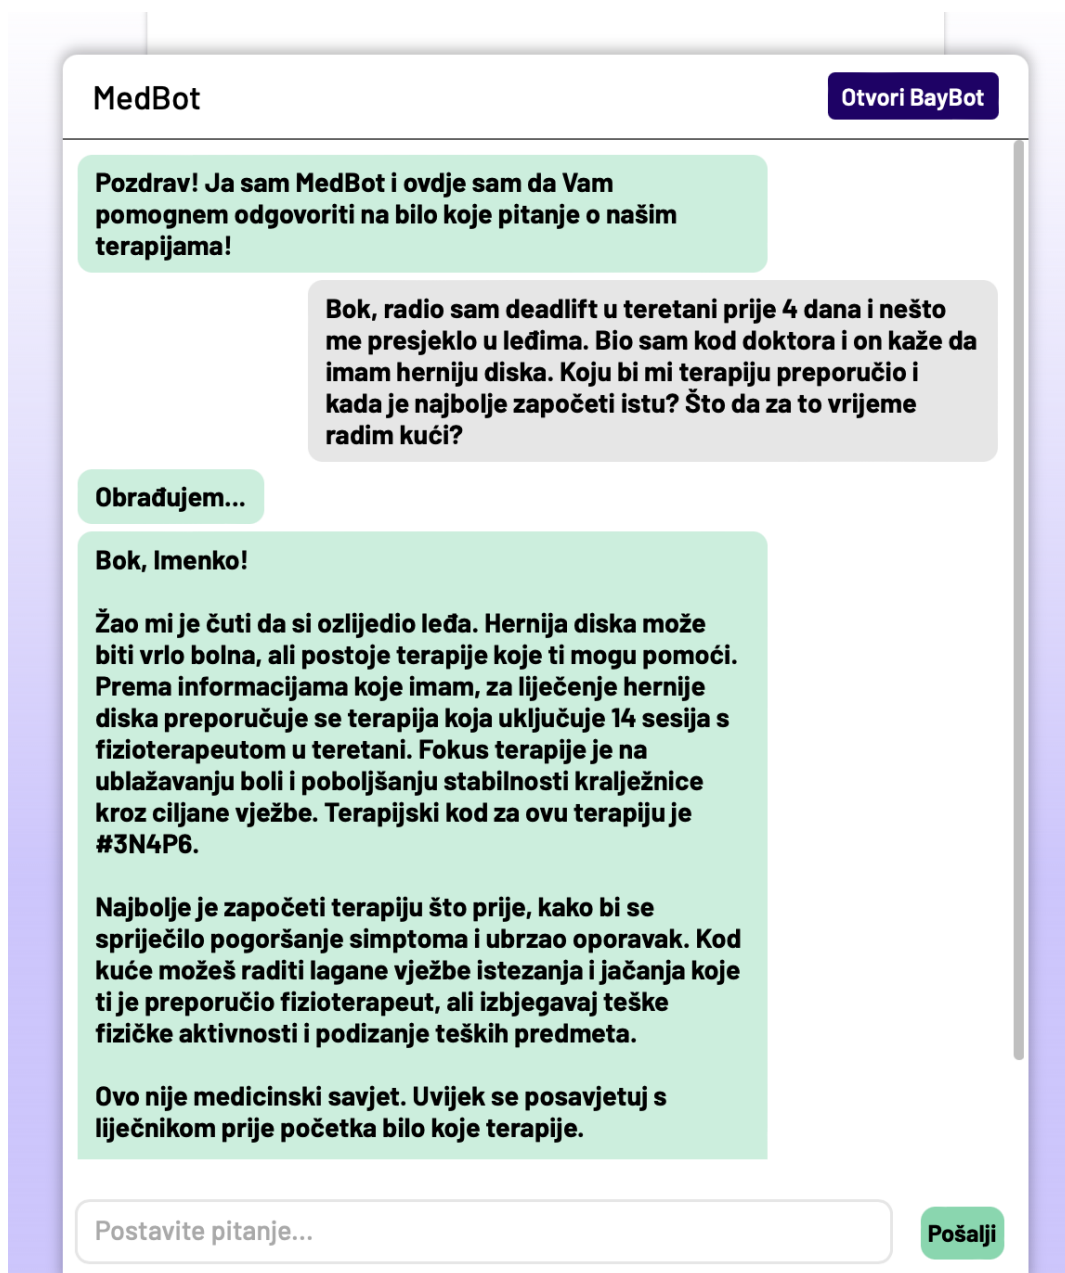 MedBot
Otvori BayBot
Pozdrav! Ja sam MedBot i ovdje sam da Vam
pomognem odgovoriti na bilo koje pitanje o našim
terapijama!
Bok, radio sam deadlift u teretani prije 4 dana i nešto
me presjeklo u leđima. Bio sam kod doktora i on kaže da
imam herniju diska. Koju bi mi terapiju preporučio i
kada je najbolje započeti istu? Što da za to vrijeme
radim kući?
Obrađujem...
Bok, Imenko!
Žao mi je čuti da si ozlijedio leđa. Hernija diska može
biti vrlo bolna, ali postoje terapije koje ti mogu pomoći.
Prema informacijama koje imam, za liječenje hernije
diska preporučuje se terapija koja uključuje 14 sesija s
fizioterapeutom u teretani. Fokus terapije je na
ublažavanju boli i poboljšanju stabilnosti kralježnice
kroz ciljane vježbe. Terapijski kod za ovu terapiju je
#3N4P6.
Najbolje je započeti terapiju što prije, kako bi se
spriječilo pogoršanje simptoma i ubrzao oporavak. Kod
kuće možeš raditi lagane vježbe istezanja i jačanja koje
ti je preporučio fizioterapeut, ali izbjegavaj teške
fizičke aktivnosti i podizanje teških predmeta.
Ovo nije medicinski savjet. Uvijek se posavjetuj s
liječnikom prije početka bilo koje terapije.
Postavite pitanje...
Pošalji